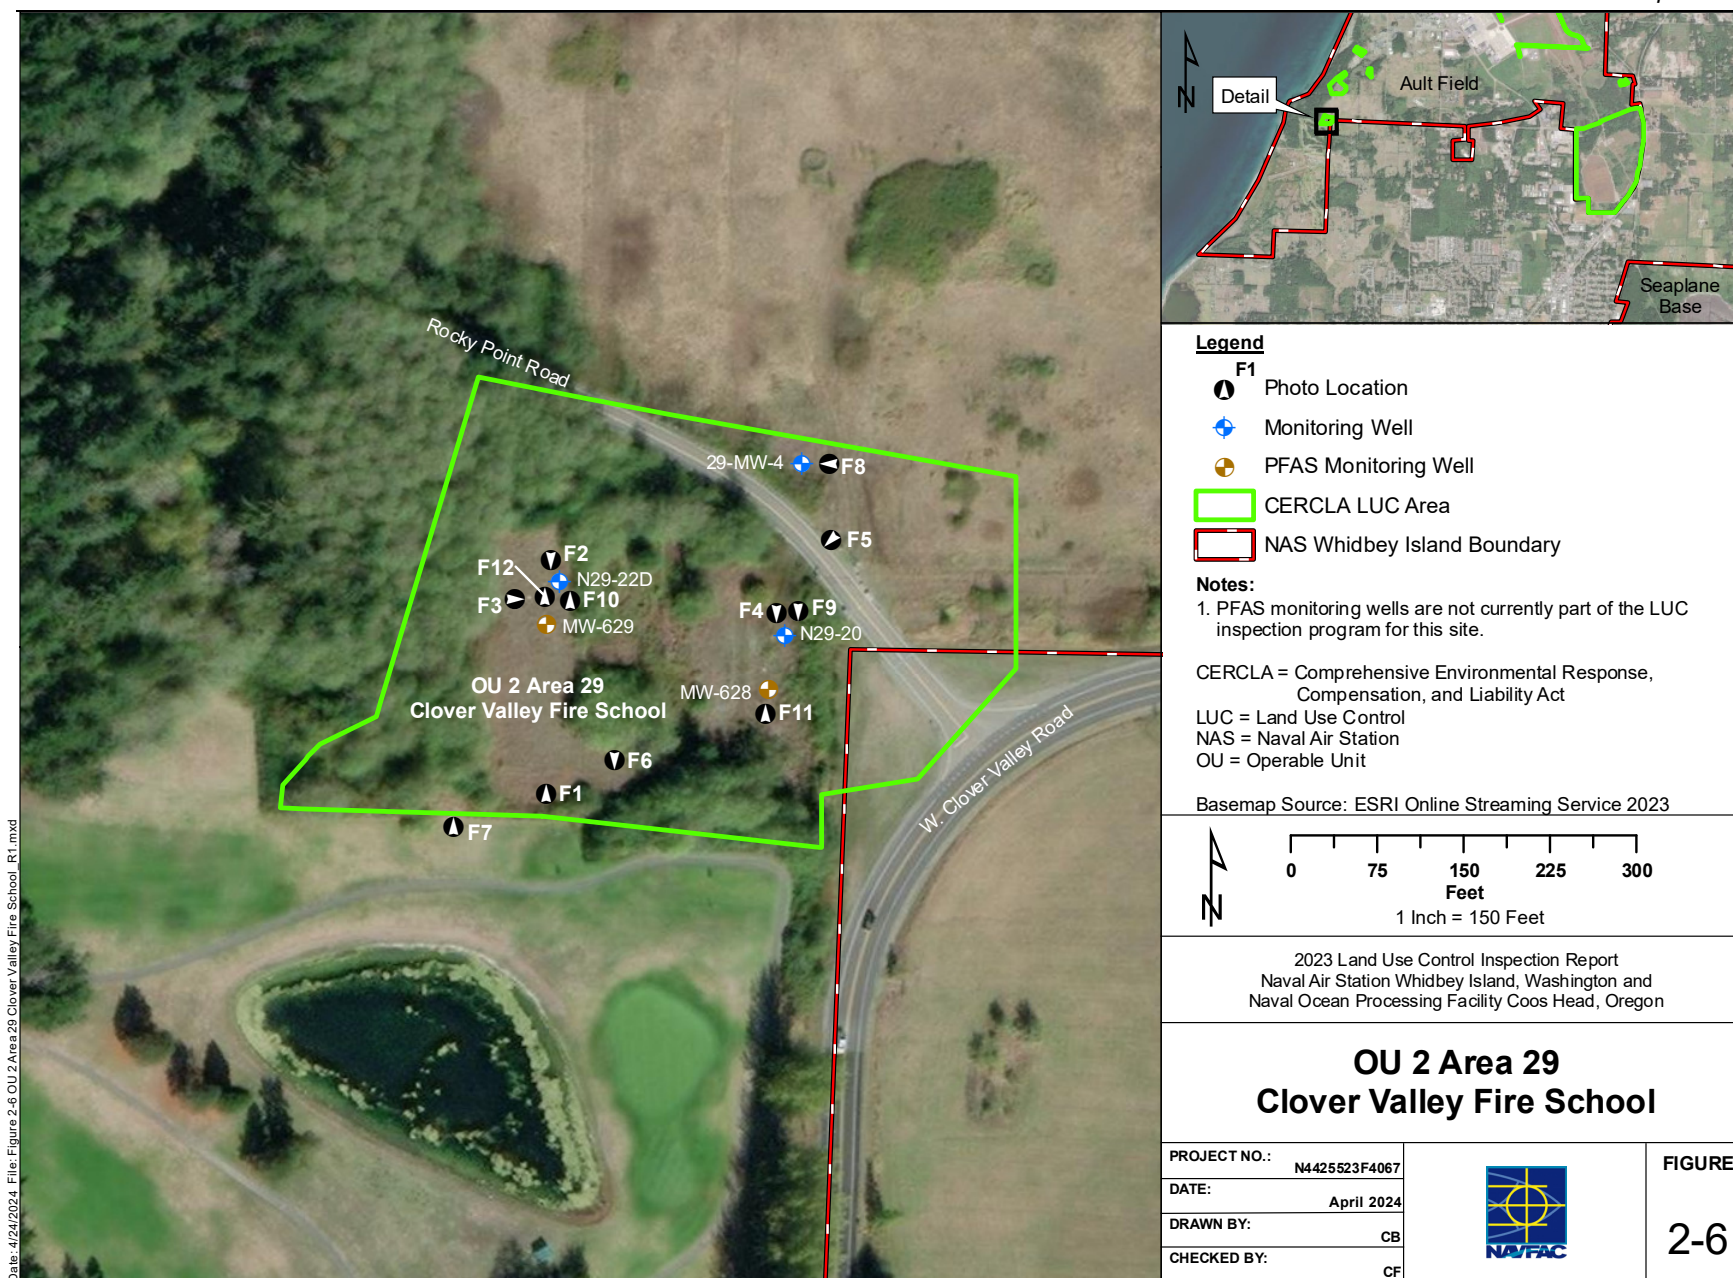 Detail
Ault Field
Seaplane
Base
Rocky Point Road
29-MW-4
F8
F5
F2
F12
N29-22D
F3
F10
MW-629
F4
F9
N29-20
OU 2 Area 29
Clover Valley Fire School
MW-628
F11
F6
F1
F7
W. Clover Valley Road
N
Legend
F1
Photo Location
Monitoring Well
PFAS Monitoring Well
CERCLA LUC Area
NAS Whidbey Island Boundary
Notes:
1. PFAS monitoring wells are not currently part of the LUC
inspection program for this site.
CERCLA = Comprehensive Environmental Response,
Compensation, and Liability Act
LUC = Land Use Control
NAS = Naval Air Station
OU = Operable Unit
Basemap Source: ESRI Online Streaming Service 2023
N
0 75 150 225 300
Feet
1 Inch = 150 Feet
2023 Land Use Control Inspection Report
Naval Air Station Whidbey Island, Washington and
Naval Ocean Processing Facility Coos Head, Oregon
OU 2 Area 29
Clover Valley Fire School
PROJECT NO.: N4425523F4067
DATE: April 2024
DRAWN BY: CB
CHECKED BY: CF
NAVFAC
FIGURE
2-6
Date: 4/24/2024 File: Figure 2-6 OU 2 Area 29 Clover Valley Fire School_R1.mxd